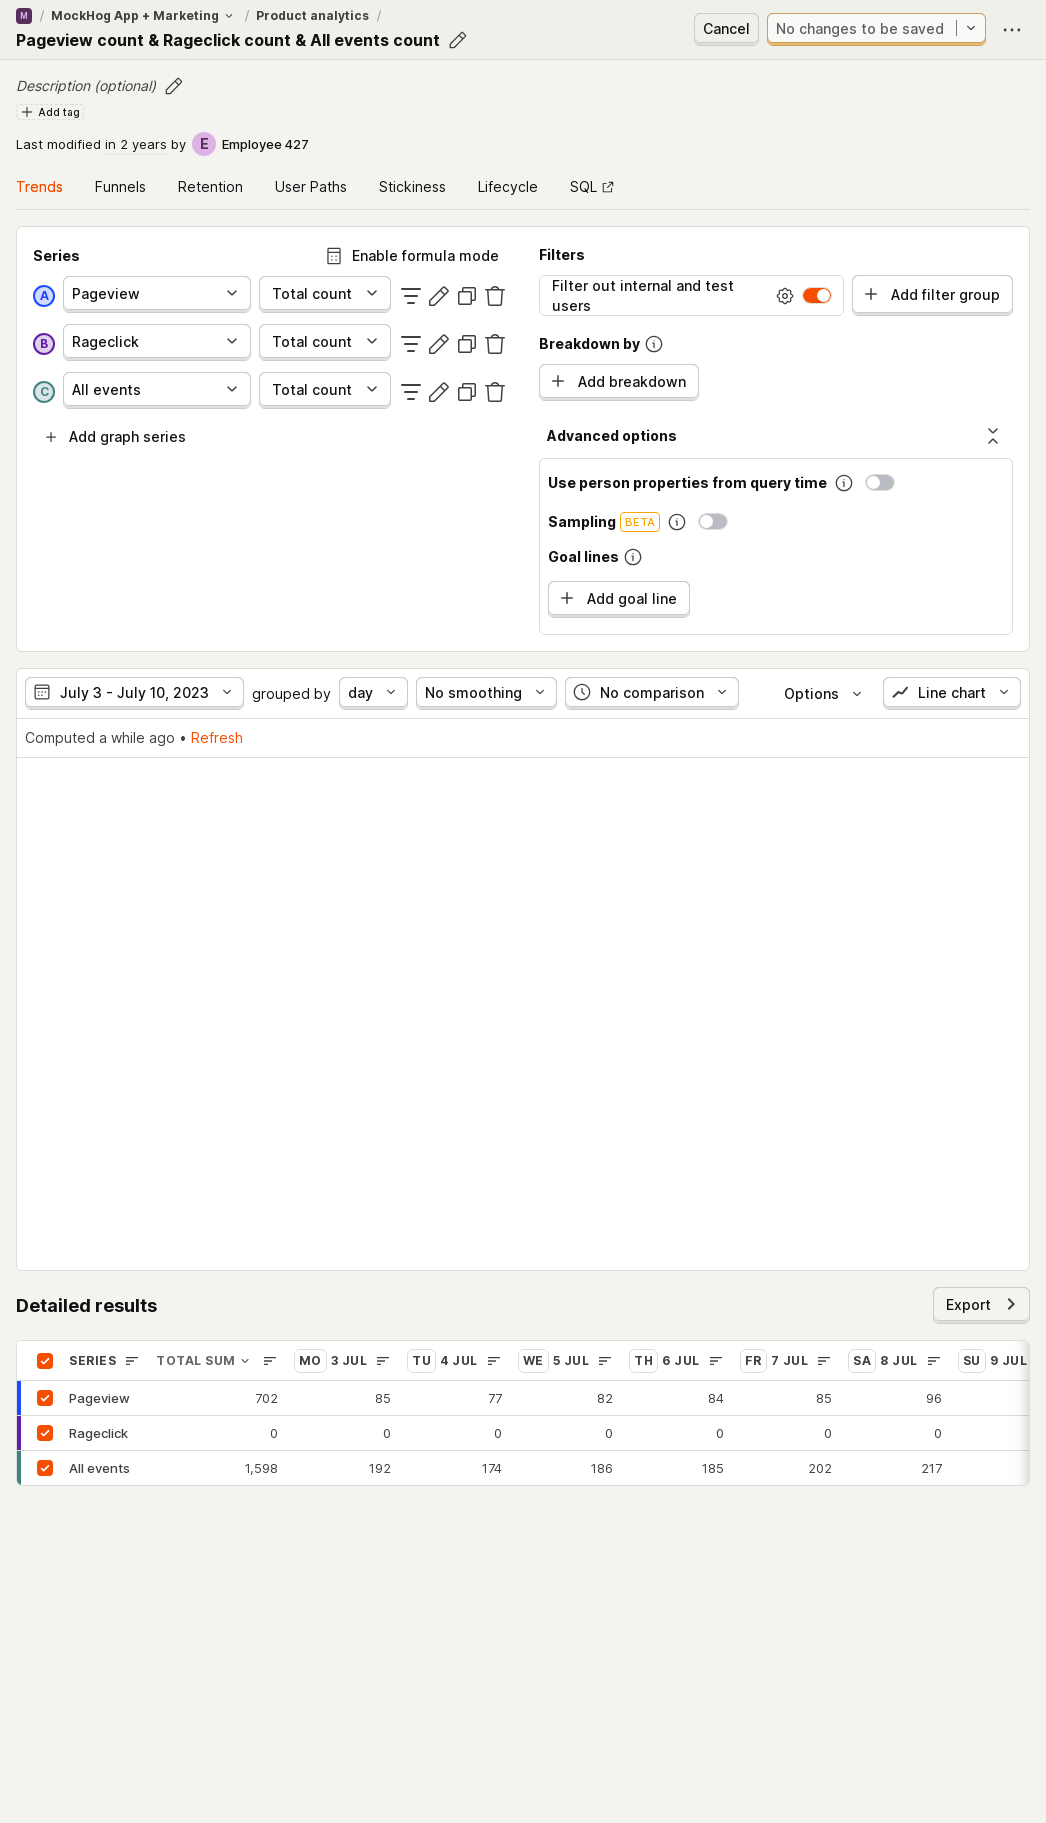 M / MockHog App + Marketing / Product analytics /
Pageview count & Rageclick count & All events count
Cancel
No changes to be saved
Description (optional)
Add tag
Last modified in 2 years by E Employee 427
Trends Funnels Retention User Paths Stickiness Lifecycle SQL
Series
Enable formula mode
A Pageview Total count
B Rageclick Total count
C All events Total count
Add graph series
Filters
Filter out internal and test
users
Add filter group
Breakdown by
Add breakdown
Advanced options
Use person properties from query time
Sampling BETA
Goal lines
Add goal line
July 3 - July 10, 2023 grouped by day No smoothing No comparison Options Line chart
Computed a while ago • Refresh
Detailed results
Export
SERIES TOTAL SUM MO 3 JUL TU 4 JUL WE 5 JUL TH 6 JUL FR 7 JUL SA 8 JUL SU 9 JUL
Pageview 702 85 77 82 84 85 96
Rageclick 0 0 0 0 0 0 0
All events 1,598 192 174 186 185 202 217